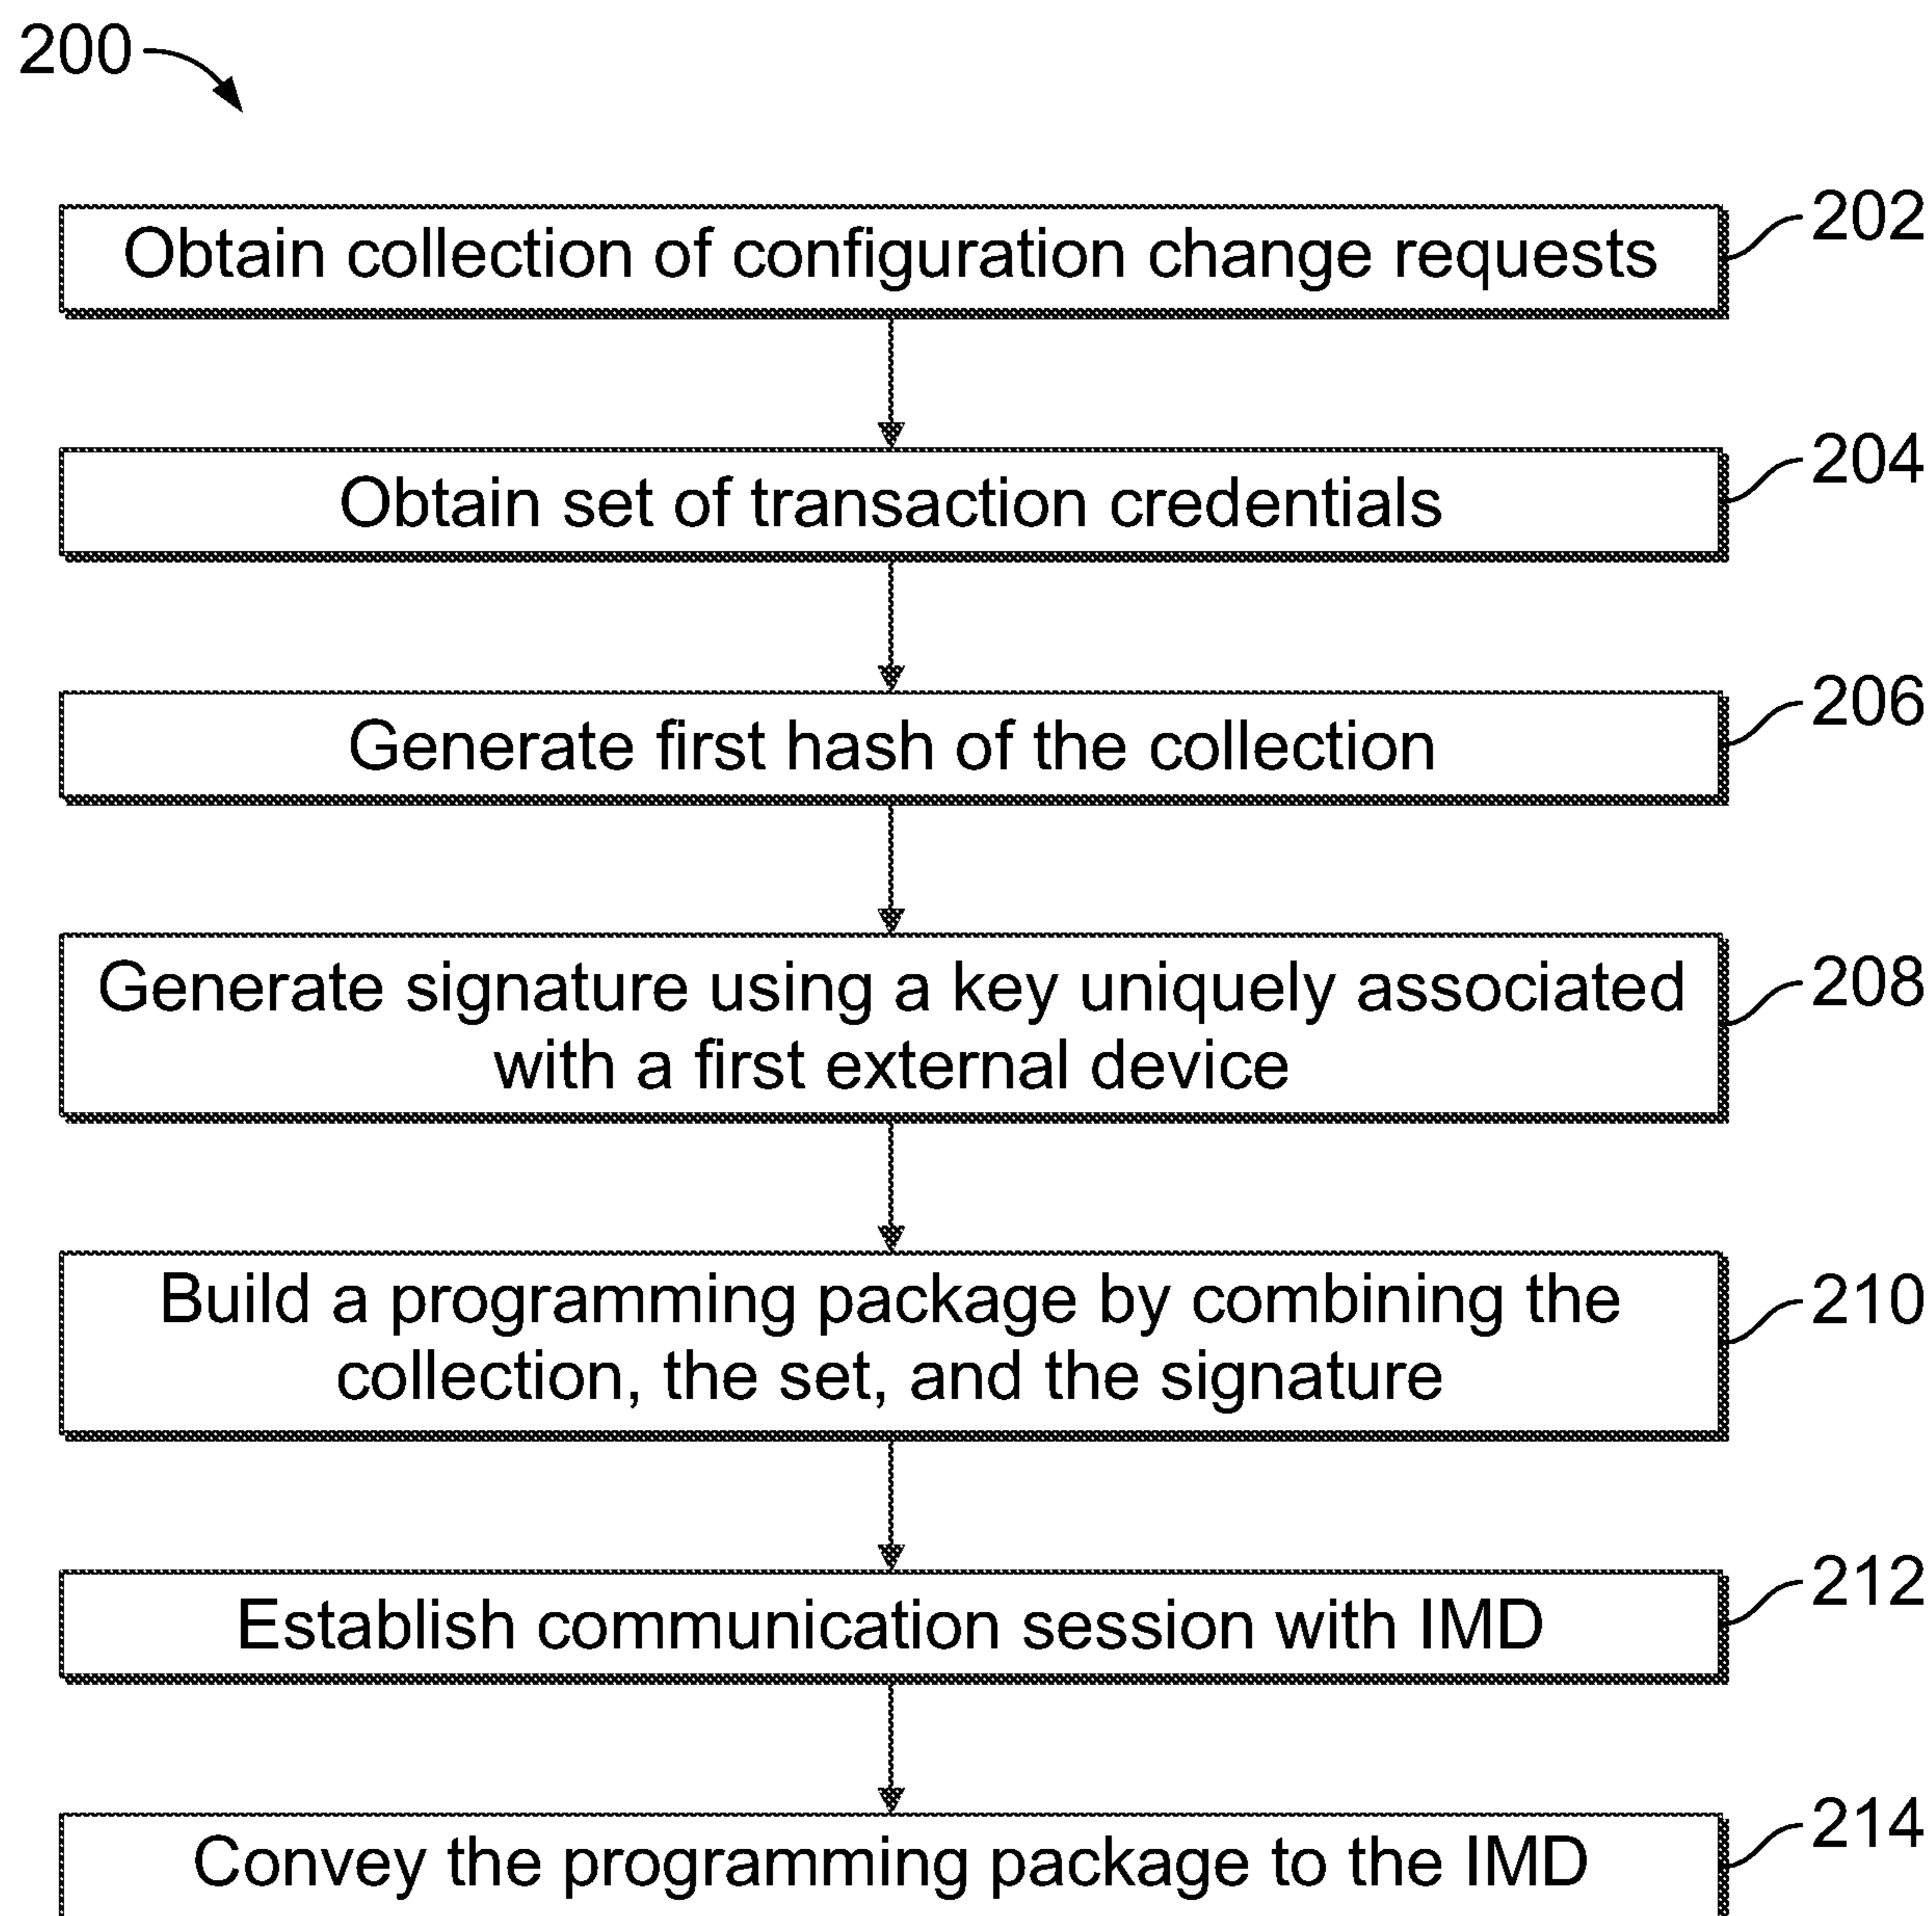 200
Obtain collection of configuration change requests
202
Obtain set of transaction credentials
204
Generate first hash of the collection
206
Generate signature using a key uniquely associated
with a first external device
208
Build a programming package by combining the
collection, the set, and the signature
210
Establish communication session with IMD
212
Convey the programming package to the IMD
214